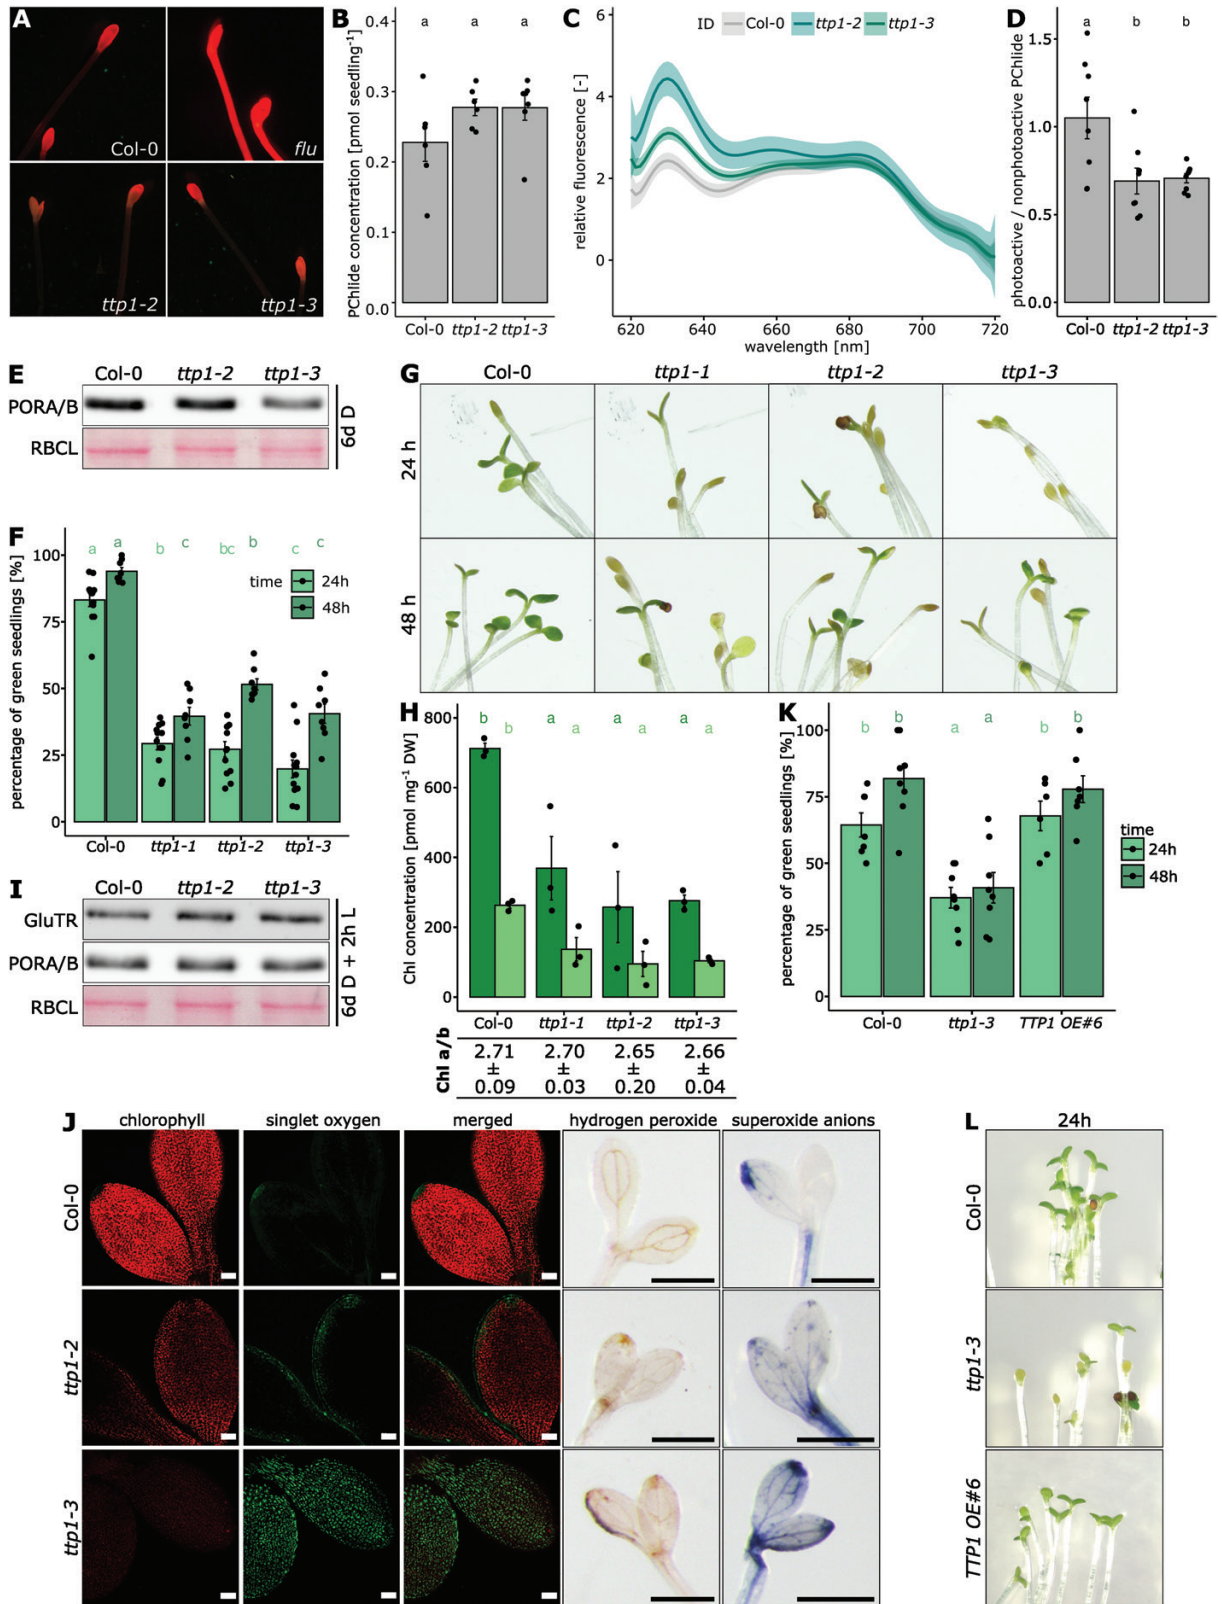 A
Col-0
flu
ttp1-2
ttp1-3
B
PChlide concentration [pmol seedling⁻¹]
0.4
0.3
0.2
0.1
0.0
a a a
Col-0 ttp1-2 ttp1-3
C
ID Col-0 ttp1-2 ttp1-3
relative fluorescence [-]
6
4
2
0
620 640 660 680 700 720
wavelength [nm]
D
photoactive / nonphotoactive PChlide
1.5
1.0
0.5
0.0
a b b
Col-0 ttp1-2 ttp1-3
E
Col-0 ttp1-2 ttp1-3
PORA/B
RBCL
6d D
F
percentage of green seedlings [%]
100
75
50
25
0
a a b c bc b c c
time
24h
48h
Col-0 ttp1-1 ttp1-2 ttp1-3
G
Col-0 ttp1-1 ttp1-2 ttp1-3
24 h
48 h
H
Chl concentration [pmol mg⁻¹ DW]
800
600
400
200
0
b b a a a a a a
Col-0 ttp1-1 ttp1-2 ttp1-3
Chl a/b
2.71 2.70 2.65 2.66
± ± ± ±
0.09 0.03 0.20 0.04
I
Col-0 ttp1-2 ttp1-3
GluTR
PORA/B
RBCL
6d D + 2h L
K
percentage of green seedlings [%]
100
75
50
25
0
b b a a b b
time
24h
48h
Col-0 ttp1-3 TTP1 OE#6
J
chlorophyll singlet oxygen merged hydrogen peroxide superoxide anions
Col-0
ttp1-2
ttp1-3
L
24h
Col-0
ttp1-3
TTP1 OE#6